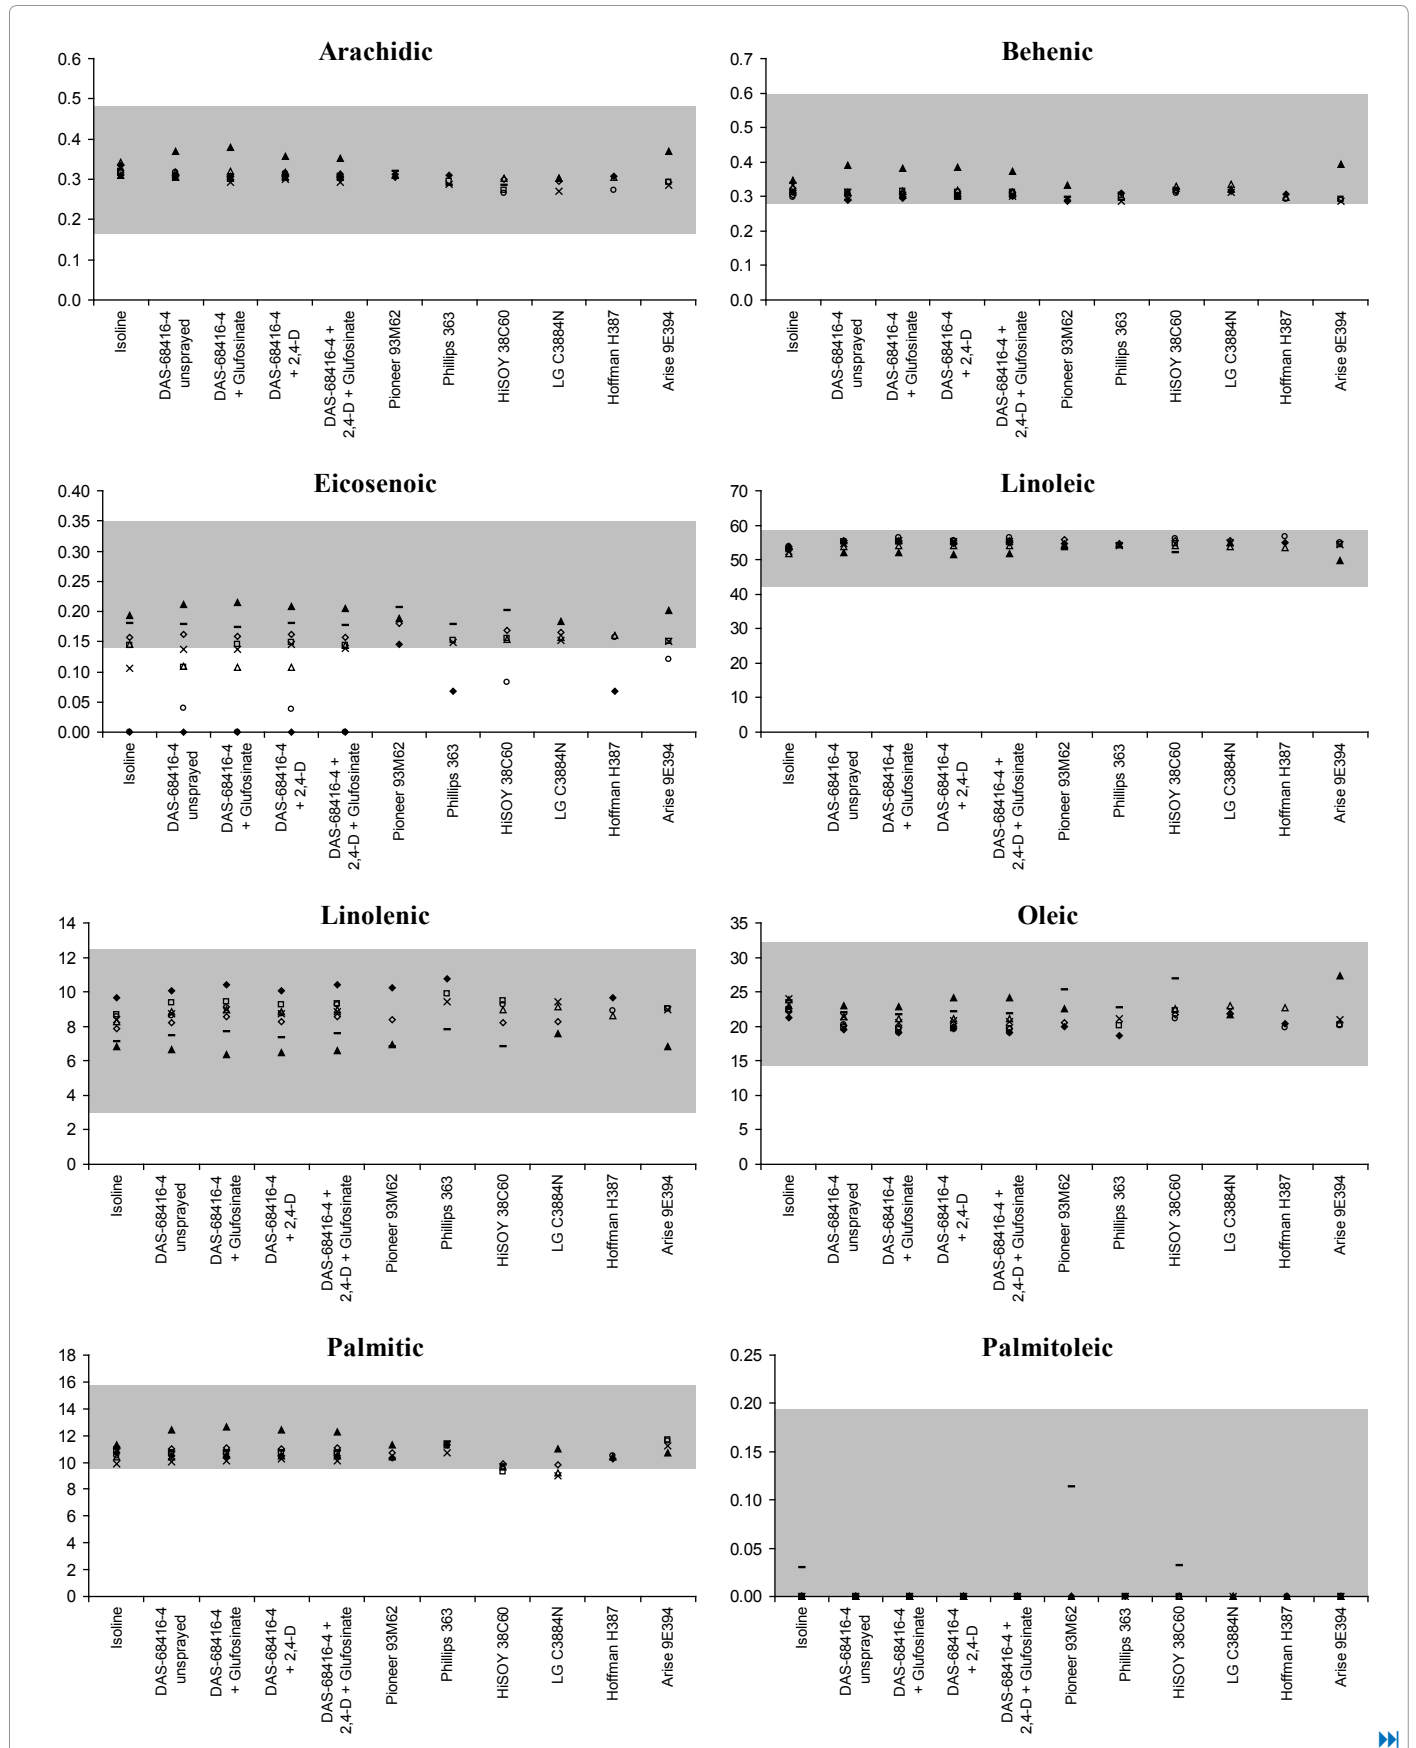 Arachidic
0.6
0.5
0.4
0.3
0.2
0.1
0.0
Isoline
DAS-68416-4
unsprayed
DAS-68416-4
+ Glufosinate
DAS-68416-4
+ 2,4-D
DAS-68416-4 +
2,4-D + Glufosinate
Pioneer 93M62
Phillips 363
HiSOY 38C60
LG C3884N
Hoffman H387
Arise 9E394
Behenic
0.7
0.6
0.5
0.4
0.3
0.2
0.1
0.0
Isoline
DAS-68416-4
unsprayed
DAS-68416-4
+ Glufosinate
DAS-68416-4
+ 2,4-D
DAS-68416-4 +
2,4-D + Glufosinate
Pioneer 93M62
Phillips 363
HiSOY 38C60
LG C3884N
Hoffman H387
Arise 9E394
Eicosenoic
0.40
0.35
0.30
0.25
0.20
0.15
0.10
0.05
0.00
Isoline
DAS-68416-4
unsprayed
DAS-68416-4
+ Glufosinate
DAS-68416-4
+ 2,4-D
DAS-68416-4 +
2,4-D + Glufosinate
Pioneer 93M62
Phillips 363
HiSOY 38C60
LG C3884N
Hoffman H387
Arise 9E394
Linoleic
70
60
50
40
30
20
10
0
Isoline
DAS-68416-4
unsprayed
DAS-68416-4
+ Glufosinate
DAS-68416-4
+ 2,4-D
DAS-68416-4 +
2,4-D + Glufosinate
Pioneer 93M62
Phillips 363
HiSOY 38C60
LG C3884N
Hoffman H387
Arise 9E394
Linolenic
14
12
10
8
6
4
2
0
Isoline
DAS-68416-4
unsprayed
DAS-68416-4
+ Glufosinate
DAS-68416-4
+ 2,4-D
DAS-68416-4 +
2,4-D + Glufosinate
Pioneer 93M62
Phillips 363
HiSOY 38C60
LG C3884N
Hoffman H387
Arise 9E394
Oleic
35
30
25
20
15
10
5
0
Isoline
DAS-68416-4
unsprayed
DAS-68416-4
+ Glufosinate
DAS-68416-4
+ 2,4-D
DAS-68416-4 +
2,4-D + Glufosinate
Pioneer 93M62
Phillips 363
HiSOY 38C60
LG C3884N
Hoffman H387
Arise 9E394
Palmitic
18
16
14
12
10
8
6
4
2
0
Isoline
DAS-68416-4
unsprayed
DAS-68416-4
+ Glufosinate
DAS-68416-4
+ 2,4-D
DAS-68416-4 +
2,4-D + Glufosinate
Pioneer 93M62
Phillips 363
HiSOY 38C60
LG C3884N
Hoffman H387
Arise 9E394
Palmitoleic
0.25
0.20
0.15
0.10
0.05
0.00
Isoline
DAS-68416-4
unsprayed
DAS-68416-4
+ Glufosinate
DAS-68416-4
+ 2,4-D
DAS-68416-4 +
2,4-D + Glufosinate
Pioneer 93M62
Phillips 363
HiSOY 38C60
LG C3884N
Hoffman H387
Arise 9E394